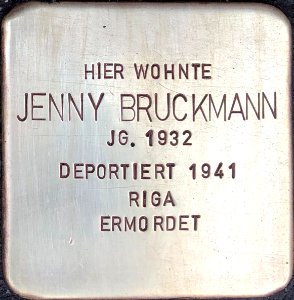 HIER WOHNTE
JENNY BRUCKMANN
JG. 1932
DEPORTIERT 1941
RIGA
ERMORDET